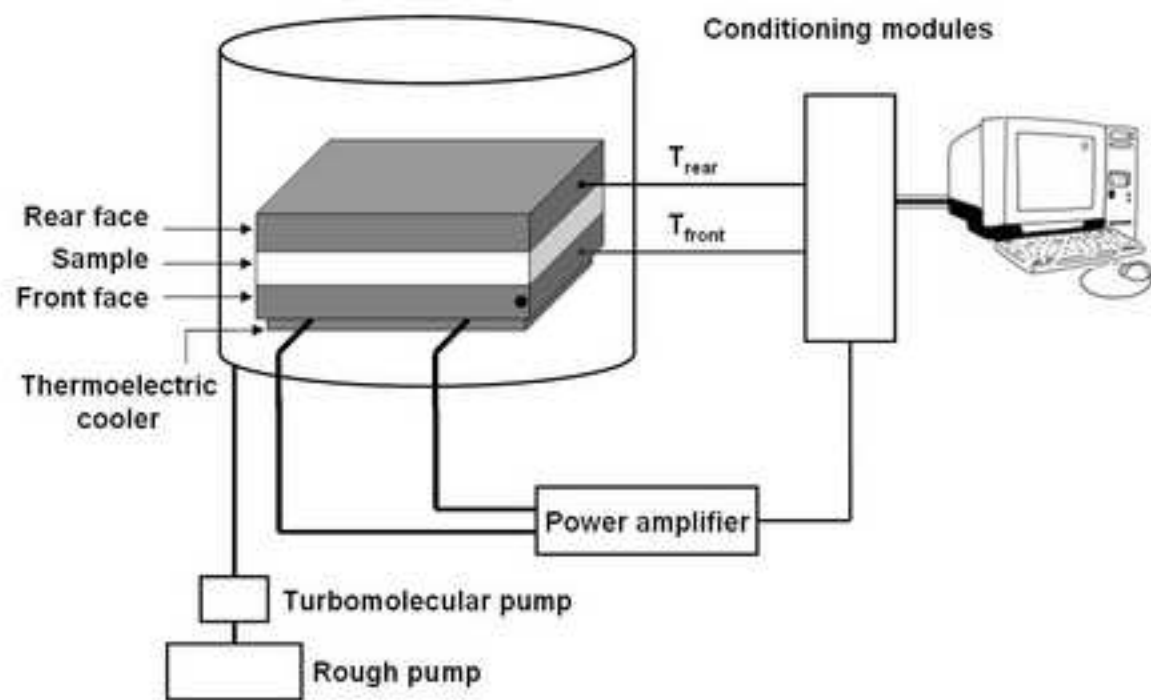 Conditioning modules
T_rear
Rear face
T_front
Sample
Front face
Thermoelectric
cooler
Power amplifier
Turbomolecular pump
Rough pump